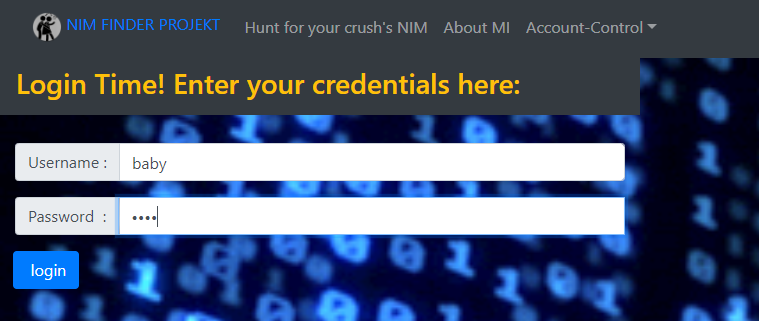 NIM FINDER PROJEKT Hunt for your crush's NIM About MI Account-Control
Login Time! Enter your credentials here:
Username : baby
Password : ••••
login